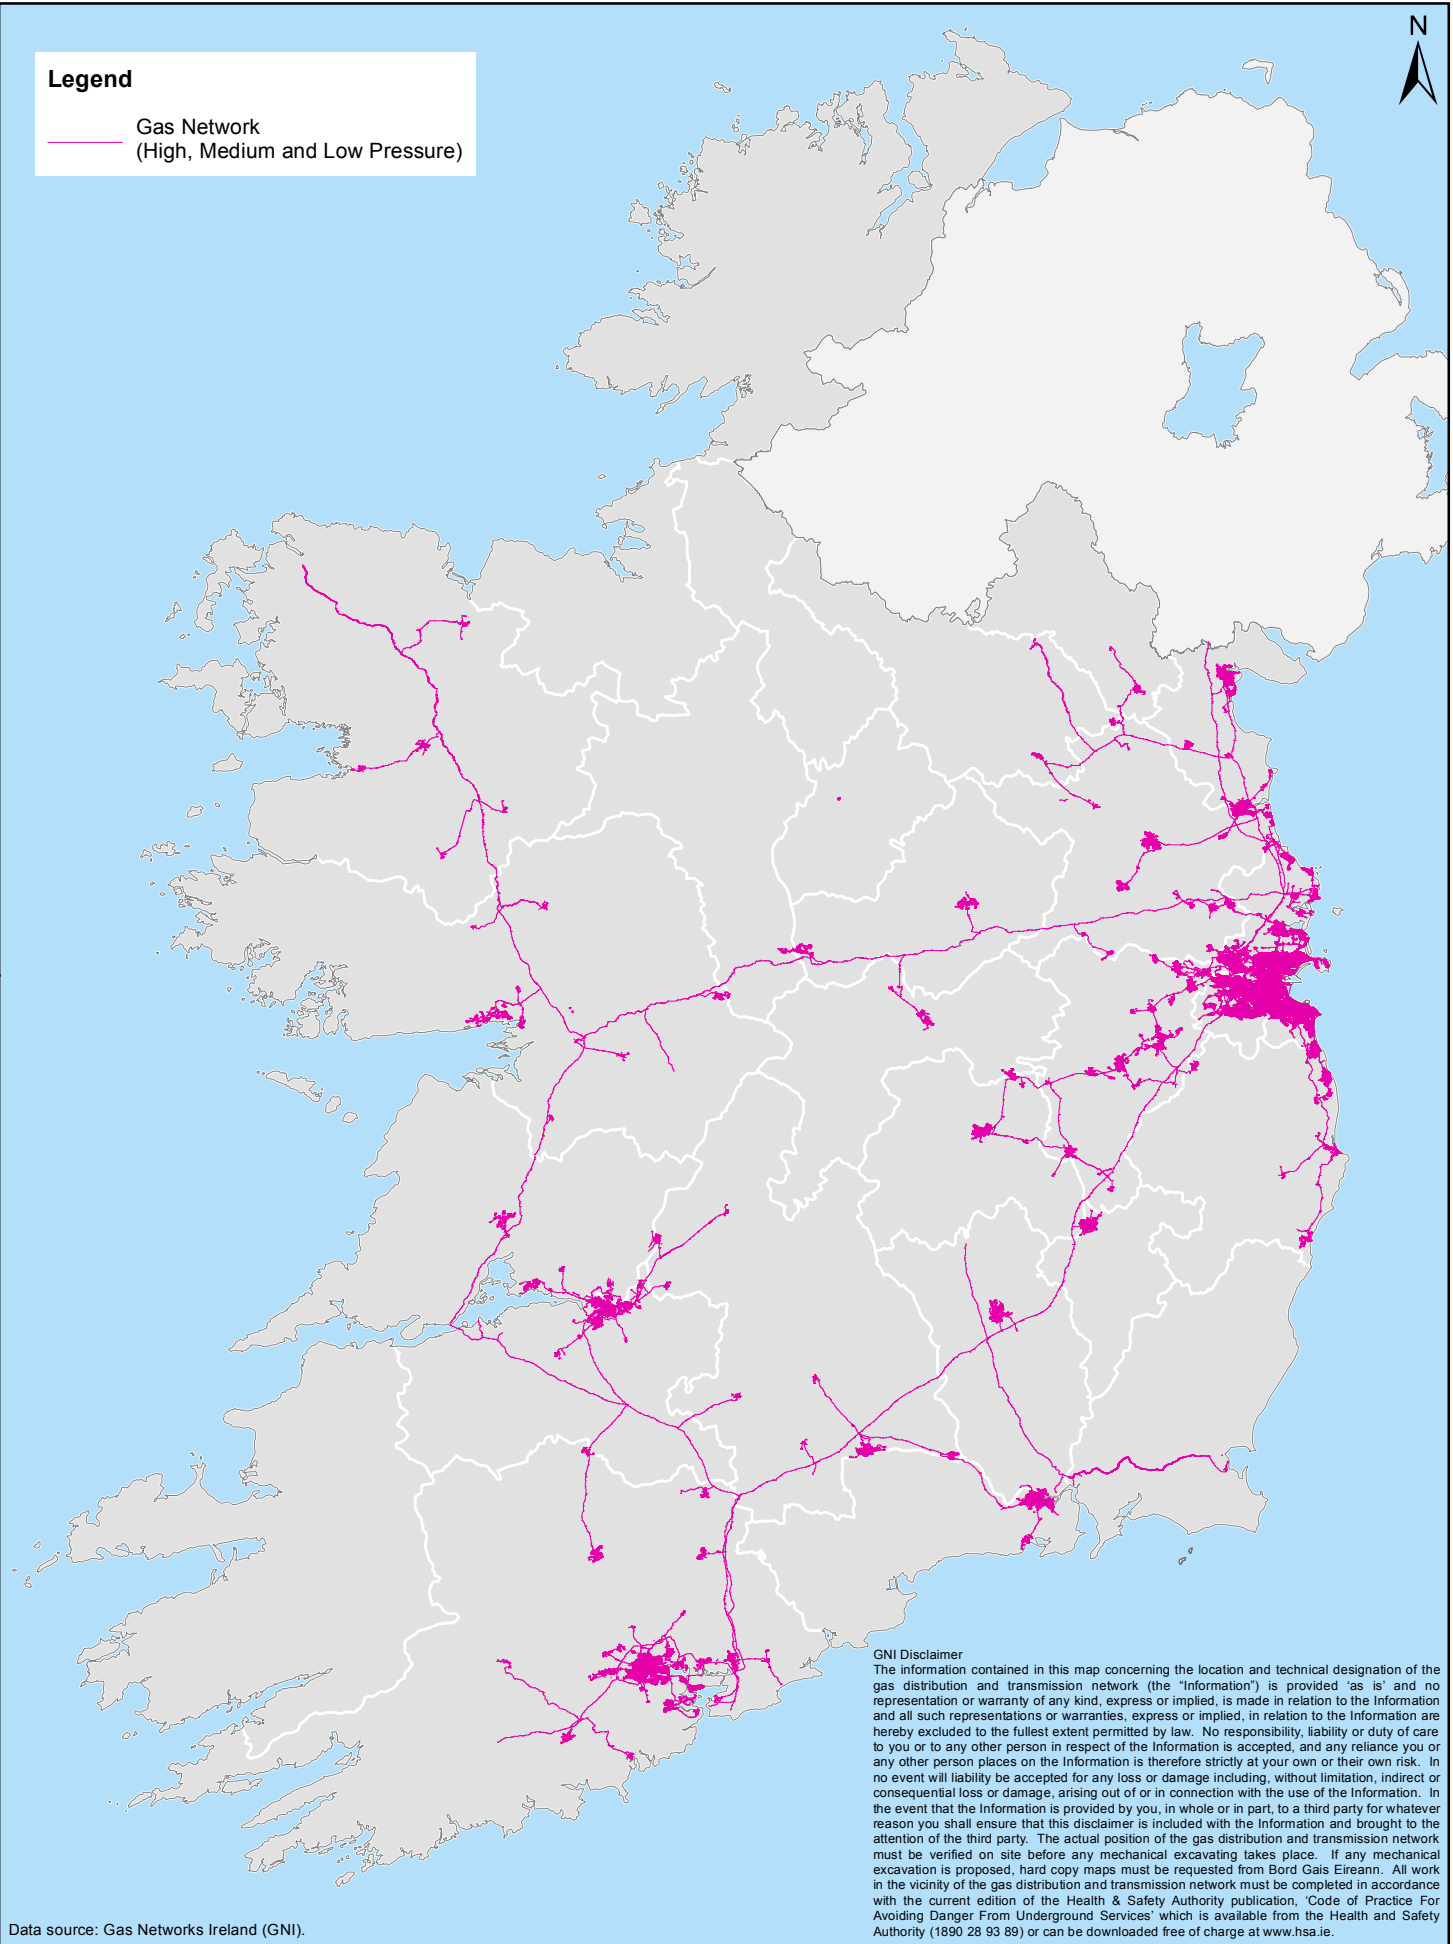 N
Legend
Gas Network
(High, Medium and Low Pressure)
GNI Disclaimer
The information contained in this map concerning the location and technical designation of the
gas distribution and transmission network (the “Information”) is provided ‘as is’ and no
representation or warranty of any kind, express or implied, is made in relation to the Information
and all such representations or warranties, express or implied, in relation to the Information are
hereby excluded to the fullest extent permitted by law. No responsibility, liability or duty of care
to you or to any other person in respect of the Information is accepted, and any reliance you or
any other person places on the Information is therefore strictly at your own or their own risk. In
no event will liability be accepted for any loss or damage including, without limitation, indirect or
consequential loss or damage, arising out of or in connection with the use of the Information. In
the event that the Information is provided by you, in whole or in part, to a third party for whatever
reason you shall ensure that this disclaimer is included with the Information and brought to the
attention of the third party. The actual position of the gas distribution and transmission network
must be verified on site before any mechanical excavating takes place. If any mechanical
excavation is proposed, hard copy maps must be requested from Bord Gais Eireann. All work
in the vicinity of the gas distribution and transmission network must be completed in accordance
with the current edition of the Health & Safety Authority publication, ‘Code of Practice For
Avoiding Danger From Underground Services’ which is available from the Health and Safety
Authority (1890 28 93 89) or can be downloaded free of charge at www.hsa.ie.
Data source: Gas Networks Ireland (GNI).